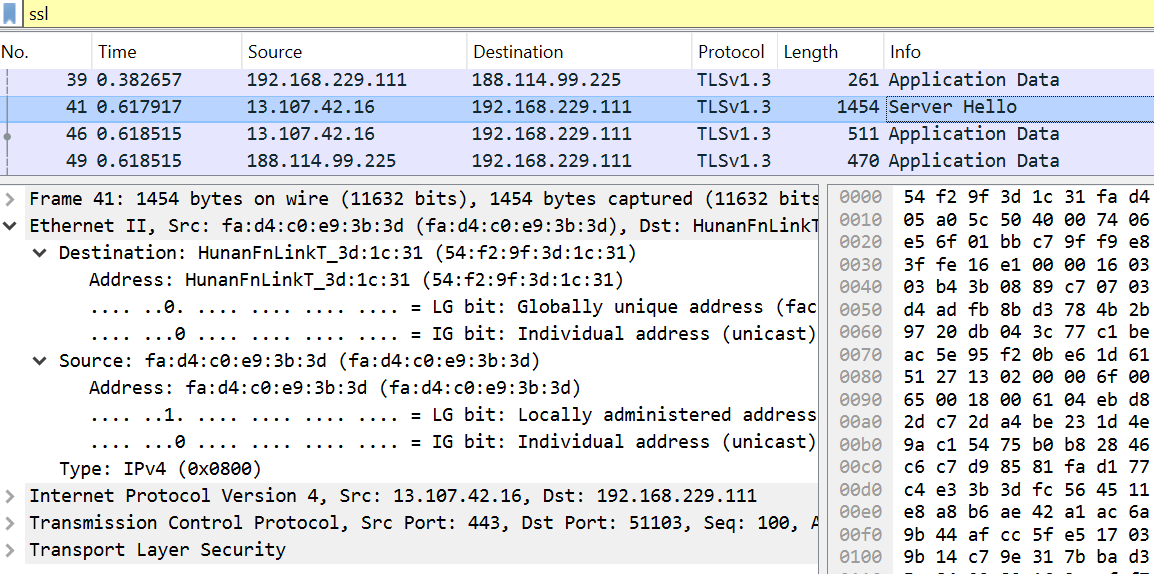 ssl
No. Time Source Destination Protocol Length Info
39 0.382657 192.168.229.111 188.114.99.225 TLSv1.3 261 Application Data
41 0.617917 13.107.42.16 192.168.229.111 TLSv1.3 1454 Server Hello
46 0.618515 13.107.42.16 192.168.229.111 TLSv1.3 511 Application Data
49 0.618515 188.114.99.225 192.168.229.111 TLSv1.3 470 Application Data
Frame 41: 1454 bytes on wire (11632 bits), 1454 bytes captured (11632 bits
Ethernet II, Src: fa:d4:c0:e9:3b:3d (fa:d4:c0:e9:3b:3d), Dst: HunanFnLinkT
Destination: HunanFnLinkT_3d:1c:31 (54:f2:9f:3d:1c:31)
Address: HunanFnLinkT_3d:1c:31 (54:f2:9f:3d:1c:31)
.... ..0. .... .... .... .... = LG bit: Globally unique address (fac
.... ...0 .... .... .... .... = IG bit: Individual address (unicast)
Source: fa:d4:c0:e9:3b:3d (fa:d4:c0:e9:3b:3d)
Address: fa:d4:c0:e9:3b:3d (fa:d4:c0:e9:3b:3d)
.... ..1. .... .... .... .... = LG bit: Locally administered address
.... ...0 .... .... .... .... = IG bit: Individual address (unicast)
Type: IPv4 (0x0800)
Internet Protocol Version 4, Src: 13.107.42.16, Dst: 192.168.229.111
Transmission Control Protocol, Src Port: 443, Dst Port: 51103, Seq: 100, A
Transport Layer Security
0000 54 f2 9f 3d 1c 31 fa d4
0010 05 a0 5c 50 40 00 74 06
0020 e5 6f 01 bb c7 9f f9 e8
0030 3f fe 16 e1 00 00 16 03
0040 03 b4 3b 08 89 c7 07 03
0050 d4 ad fb 8b d3 78 4b 2b
0060 97 20 db 04 3c 77 c1 be
0070 ac 5e 95 f2 0b e6 1d 61
0080 51 27 13 02 00 00 6f 00
0090 65 00 18 00 61 04 eb d8
00a0 2d c7 2d a4 be 23 1d 4e
00b0 9a c1 54 75 b0 b8 28 46
00c0 c6 c7 d9 85 81 fa d1 77
00d0 c4 e3 3b 3d fc 56 45 11
00e0 e8 a8 b6 ae 42 a1 ac 6a
00f0 9b 44 af cc 5f e5 17 03
0100 9b 14 c7 9e 31 7b ba d3